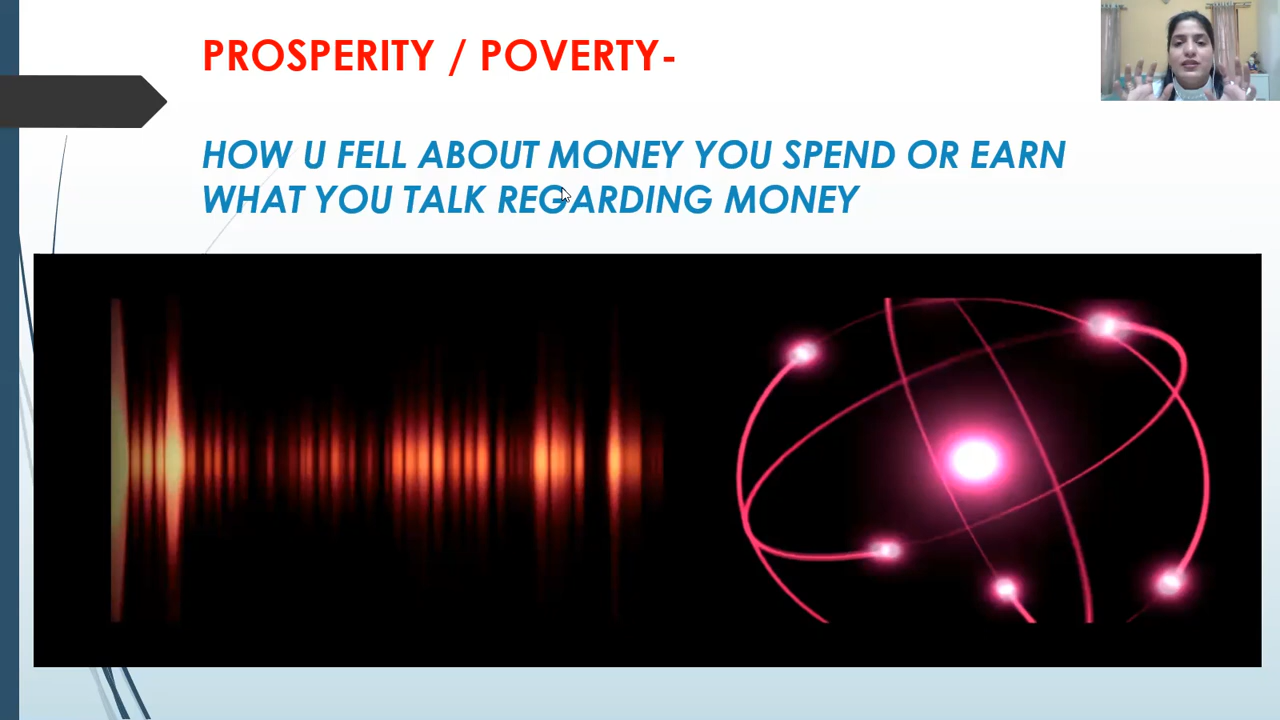 PROSPERITY / POVERTY-
HOW U FELL ABOUT MONEY YOU SPEND OR EARN
WHAT YOU TALK REGARDING MONEY